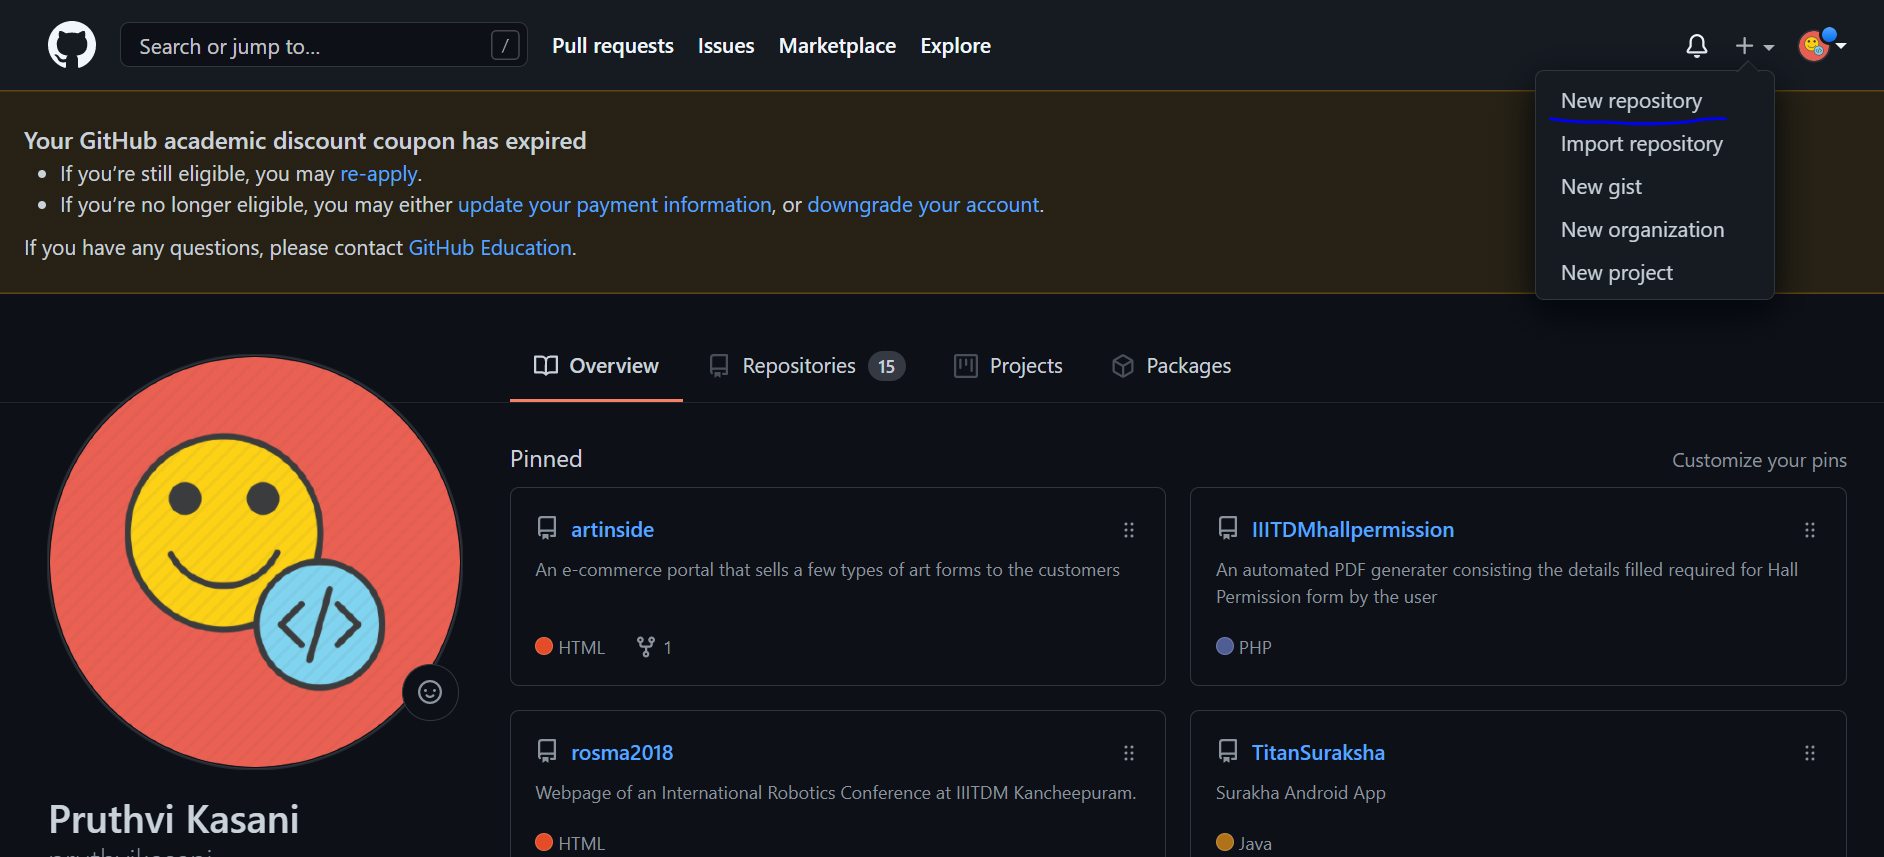 Search or jump to... / Pull requests Issues Marketplace Explore
New repository
Import repository
New gist
New organization
New project
Your GitHub academic discount coupon has expired
If you're still eligible, you may re-apply.
If you're no longer eligible, you may either update your payment information, or downgrade your account.
If you have any questions, please contact GitHub Education.
Overview Repositories 15 Projects Packages
Pinned Customize your pins
artinside
An e-commerce portal that sells a few types of art forms to the customers
HTML 1
IIITDMhallpermission
An automated PDF generater consisting the details filled required for Hall
Permission form by the user
PHP
rosma2018
Webpage of an International Robotics Conference at IIITDM Kancheepuram.
HTML
TitanSuraksha
Surakha Android App
Java
</> 
Pruthvi Kasani